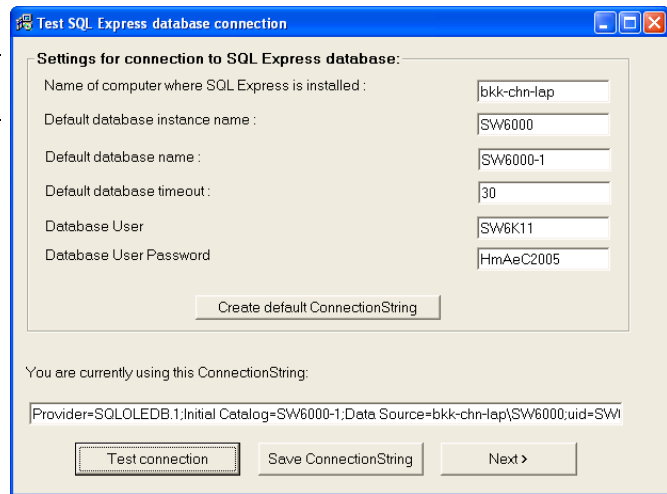 Test SQL Express database connection
Settings for connection to SQL Express database:
Name of computer where SQL Express is installed : bkk-chn-lap
Default database instance name : SW6000
Default database name : SW6000-1
Default database timeout : 30
Database User SW6K11
Database User Password HmAeC2005
Create default ConnectionString
You are currently using this ConnectionString:
Provider=SQLOLEDB.1;Initial Catalog=SW6000-1;Data Source=bkk-chn-lap\SW6000;uid=SW
Test connection Save ConnectionString Next >